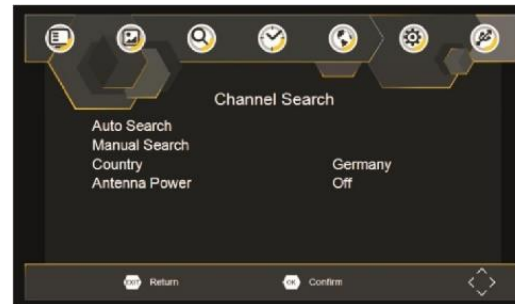 Channel Search
Auto Search
Manual Search
Country Germany
Antenna Power Off
EXIT Return OK Confirm